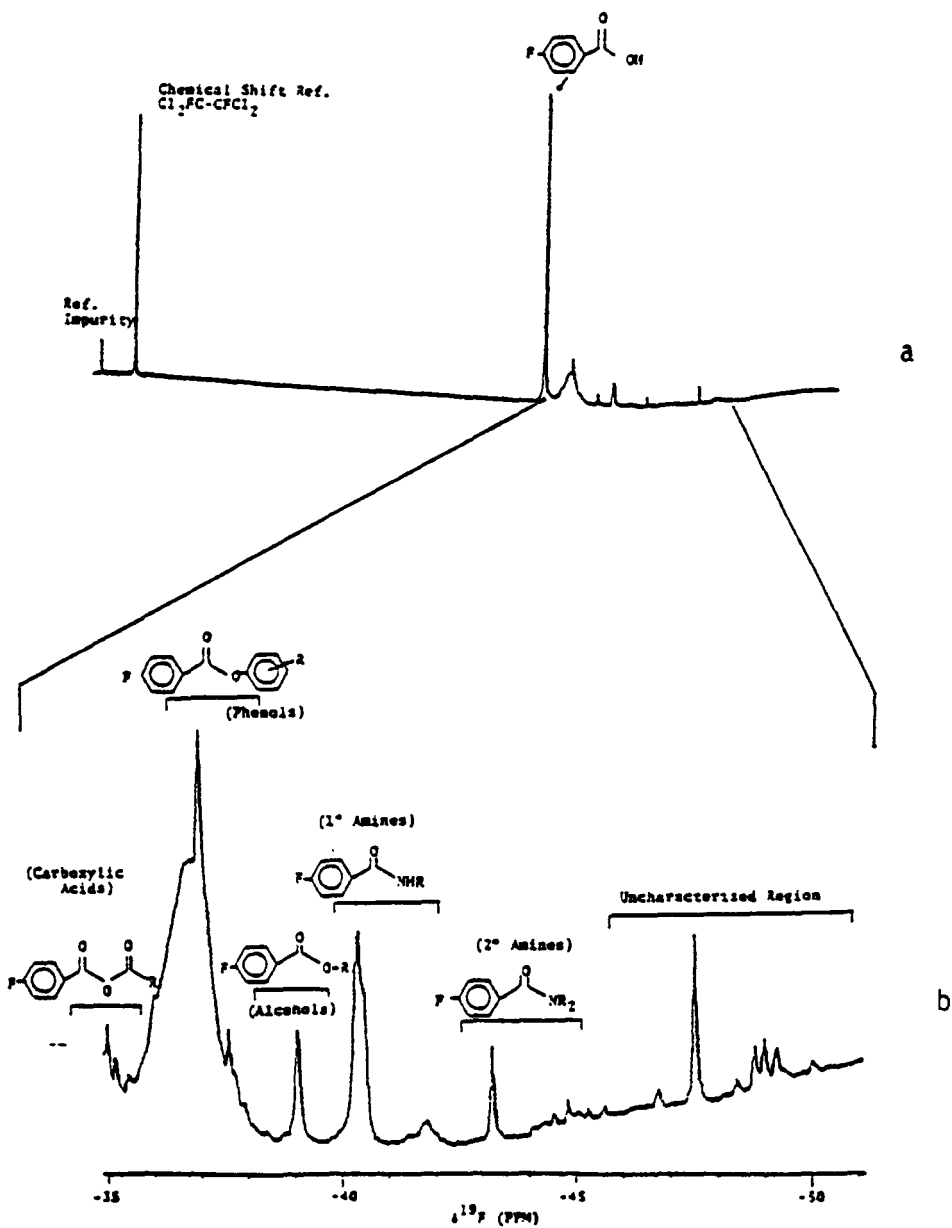 O
F
OH
Chemical Shift Ref.
Cl₂FC-CFCl₂
Ref.
Impurity
a
O
F
O
R
(Phenols)
(1° Amines)
O
F
NHR
(Carboxylic
Acids)
O O
F
O
R
O
F
O-R
(Alcohols)
(2° Amines)
O
F
NR₂
Uncharacterized Region
b
-35 -40 -45 -50
δ¹⁹F (PPM)